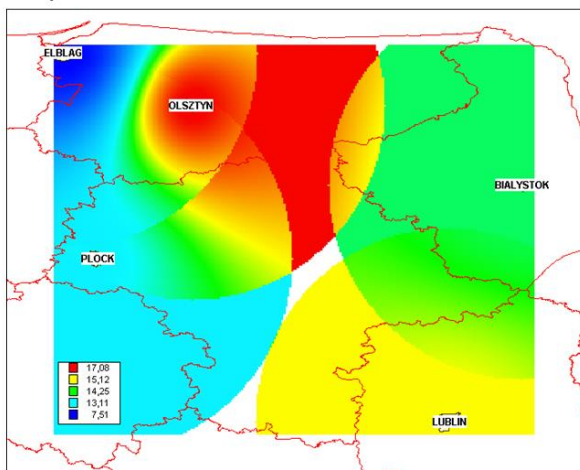 ELBLAG
OLSZTYN
BIALYSTOK
PLOCK
17,08
15,12
14,25
13,11
7,51
LUBLIN